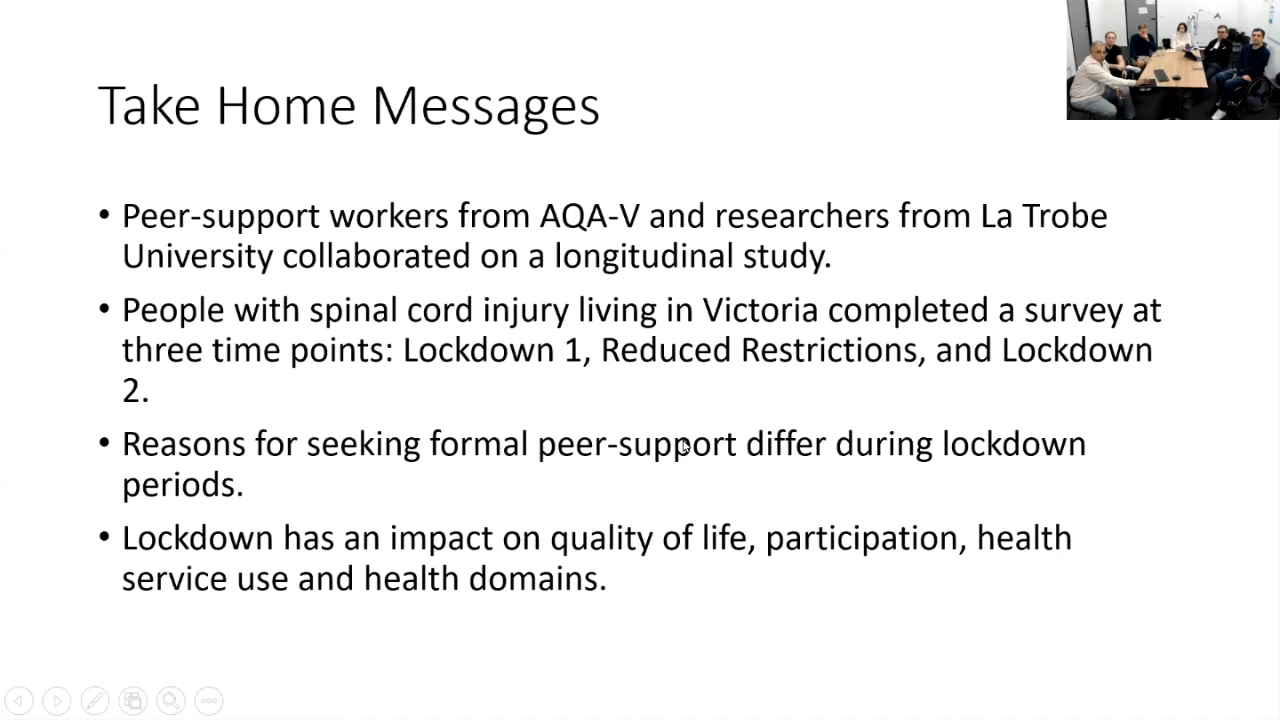 Take Home Messages
• Peer-support workers from AQA-V and researchers from La Trobe
University collaborated on a longitudinal study.
• People with spinal cord injury living in Victoria completed a survey at
three time points: Lockdown 1, Reduced Restrictions, and Lockdown
2.
• Reasons for seeking formal peer-support differ during lockdown
periods.
• Lockdown has an impact on quality of life, participation, health
service use and health domains.